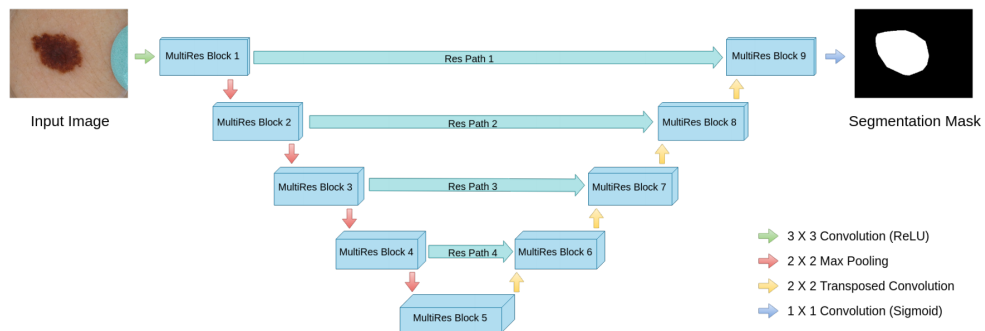 MultiRes Block 1
Res Path 1
MultiRes Block 9
Input Image
MultiRes Block 2
Res Path 2
MultiRes Block 8
Segmentation Mask
MultiRes Block 3
Res Path 3
MultiRes Block 7
MultiRes Block 4
Res Path 4
MultiRes Block 6
MultiRes Block 5
3 X 3 Convolution (ReLU)
2 X 2 Max Pooling
2 X 2 Transposed Convolution
1 X 1 Convolution (Sigmoid)